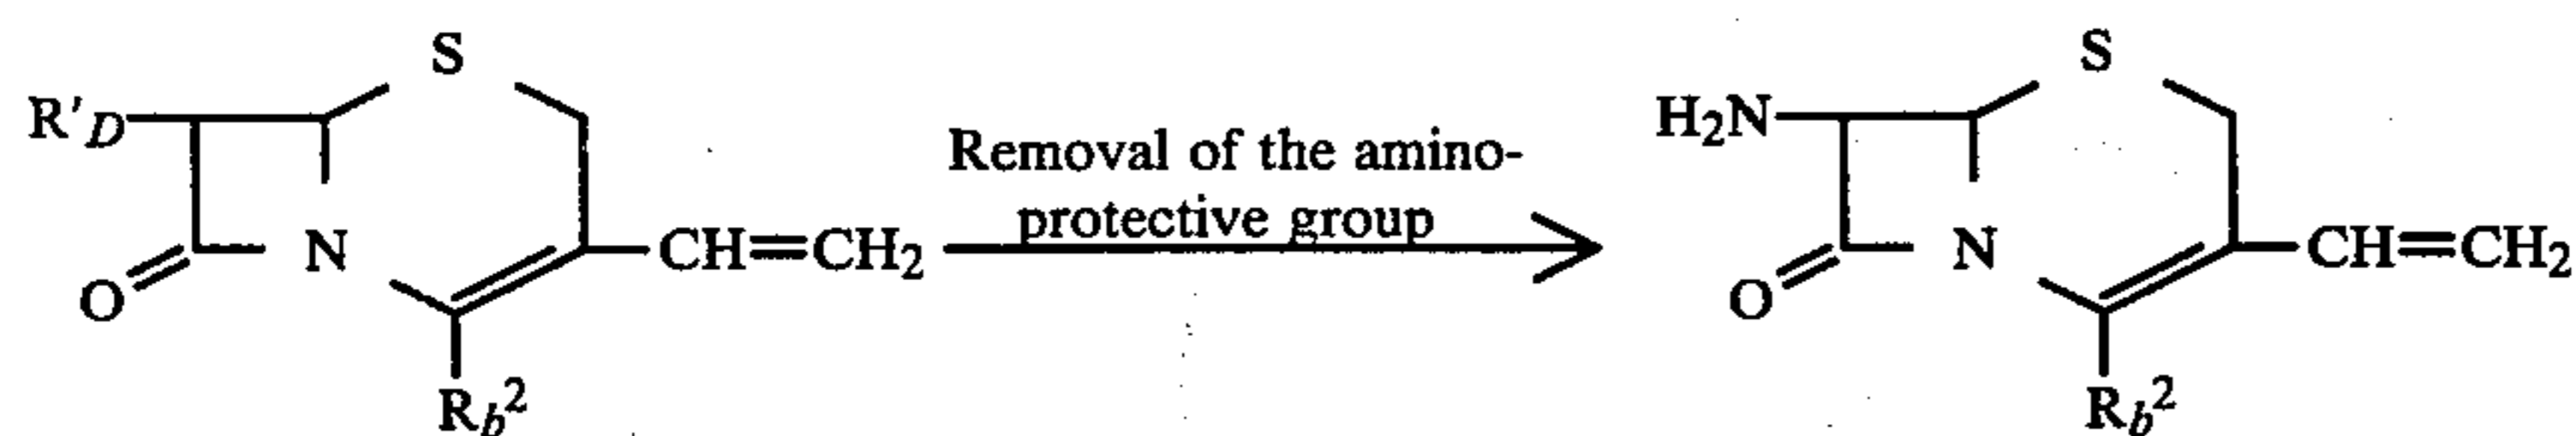 S S
R'D H2N
Removal of the amino-
protective group
N CH=CH2 N CH=CH2
O O
Rb2 Rb2